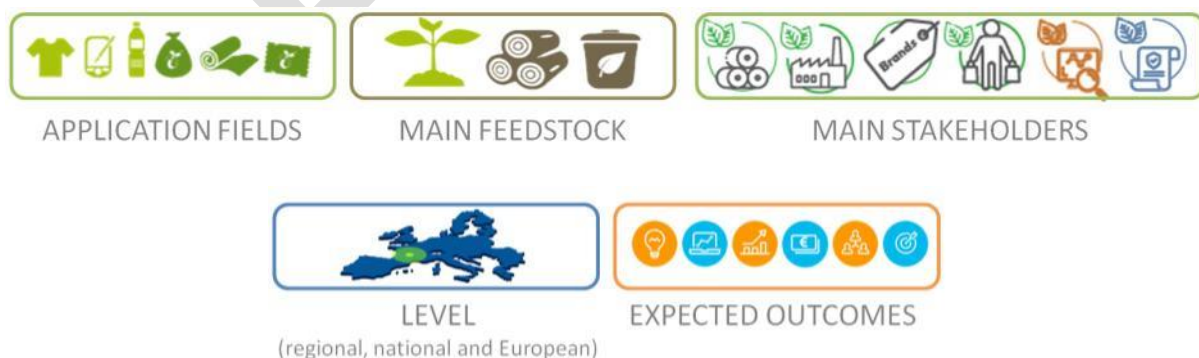 Brands
APPLICATION FIELDS
MAIN FEEDSTOCK
MAIN STAKEHOLDERS
LEVEL
(regional, national and European)
EXPECTED OUTCOMES